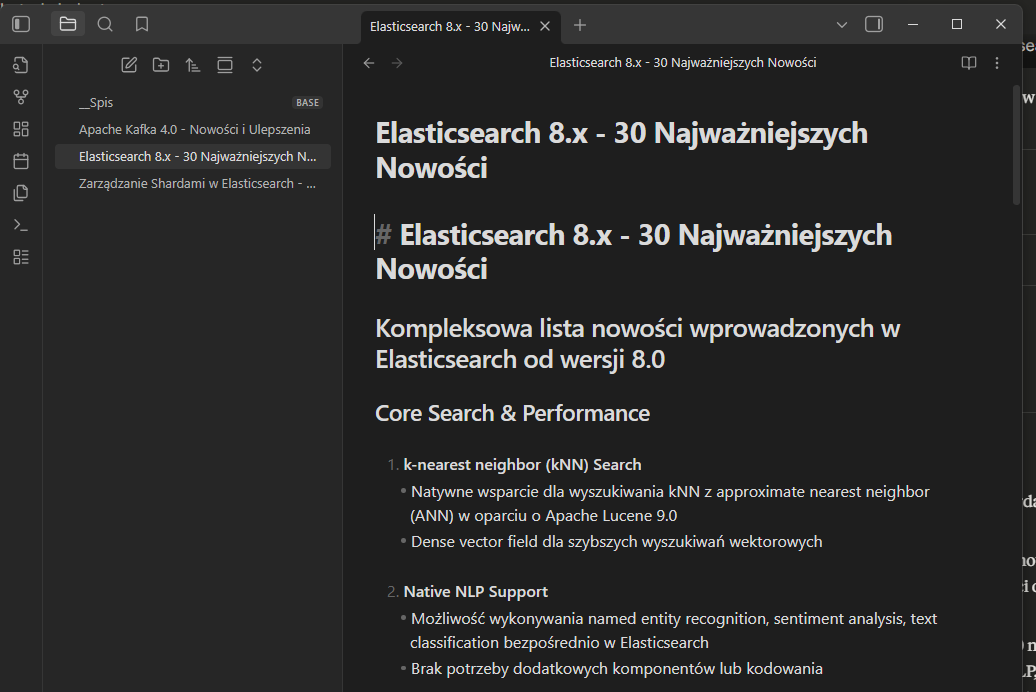 Elasticsearch 8.x - 30 Najw...
Elasticsearch 8.x - 30 Najważniejszych Nowości
__Spis
BASE
Apache Kafka 4.0 - Nowości i Ulepszenia
Elasticsearch 8.x - 30 Najważniejszych N...
Zarządzanie Shardami w Elasticsearch - ...
Elasticsearch 8.x - 30 Najważniejszych
Nowości
# Elasticsearch 8.x - 30 Najważniejszych
Nowości
Kompleksowa lista nowości wprowadzonych w
Elasticsearch od wersji 8.0
Core Search & Performance
1. k-nearest neighbor (kNN) Search
• Natywne wsparcie dla wyszukiwania kNN z approximate nearest neighbor
(ANN) w oparciu o Apache Lucene 9.0
• Dense vector field dla szybszych wyszukiwań wektorowych
2. Native NLP Support
• Możliwość wykonywania named entity recognition, sentiment analysis, text
classification bezpośrednio w Elasticsearch
• Brak potrzeby dodatkowych komponentów lub kodowania